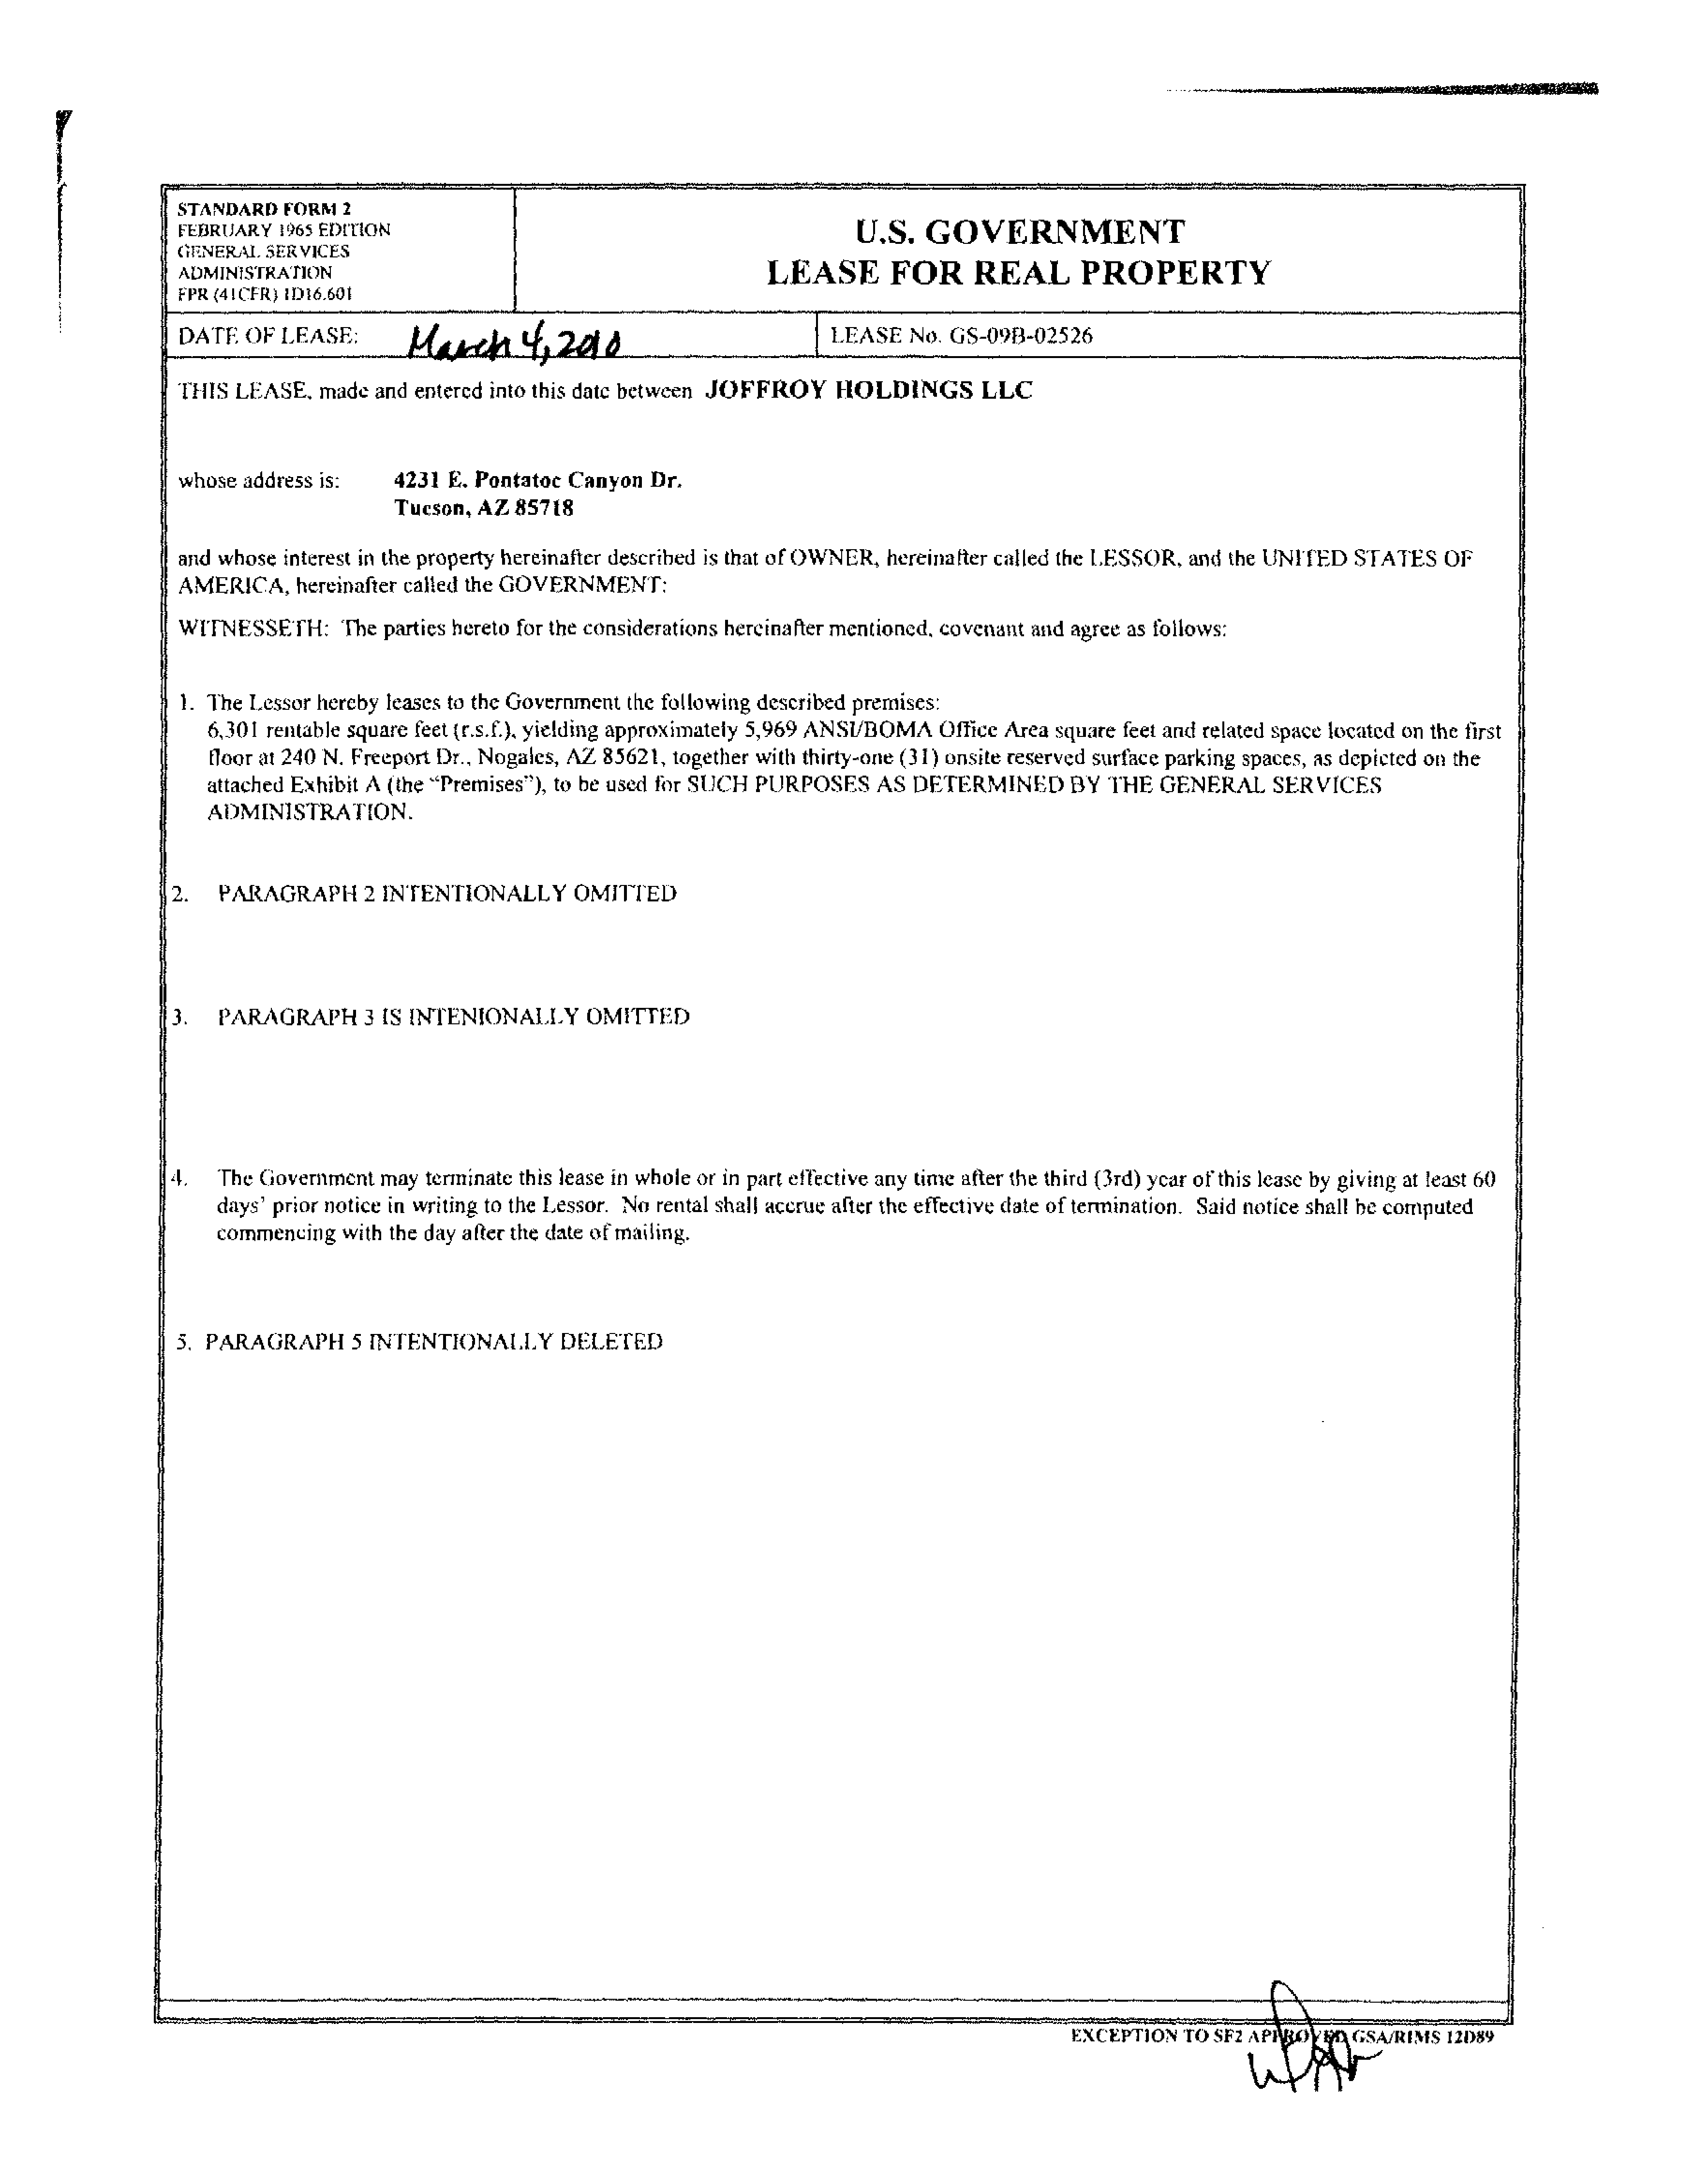 STANDARD FORM 2
FEBRUARY 1965 EDITION
GENERAL SERVICES
ADMINISTRATION
FPR (41CFR) 1D16.601
U.S. GOVERNMENT
LEASE FOR REAL PROPERTY
DATE OF LEASE: March 4, 2010
LEASE No. GS-09B-02526
THIS LEASE, made and entered into this date between JOFFROY HOLDINGS LLC
whose address is: 4231 E. Pontatoc Canyon Dr.
Tucson, AZ 85718
and whose interest in the property hereinafter described is that of OWNER, hereinafter called the LESSOR, and the UNITED STATES OF
AMERICA, hereinafter called the GOVERNMENT:
WITNESSETH: The parties hereto for the considerations hereinafter mentioned, covenant and agree as follows:
1. The Lessor hereby leases to the Government the following described premises:
6,301 rentable square feet (r.s.f.), yielding approximately 5,969 ANSI/BOMA Office Area square feet and related space located on the first
floor at 240 N. Freeport Dr., Nogales, AZ 85621, together with thirty-one (31) onsite reserved surface parking spaces, as depicted on the
attached Exhibit A (the “Premises”), to be used for SUCH PURPOSES AS DETERMINED BY THE GENERAL SERVICES
ADMINISTRATION.
2. PARAGRAPH 2 INTENTIONALLY OMITTED
3. PARAGRAPH 3 IS INTENIONALLY OMITTED
4. The Government may terminate this lease in whole or in part effective any time after the third (3rd) year of this lease by giving at least 60
days’ prior notice in writing to the Lessor. No rental shall accrue after the effective date of termination. Said notice shall be computed
commencing with the day after the date of mailing.
5. PARAGRAPH 5 INTENTIONALLY DELETED
EXCEPTION TO SF2 APPROVED GSA/RIMS 12D89